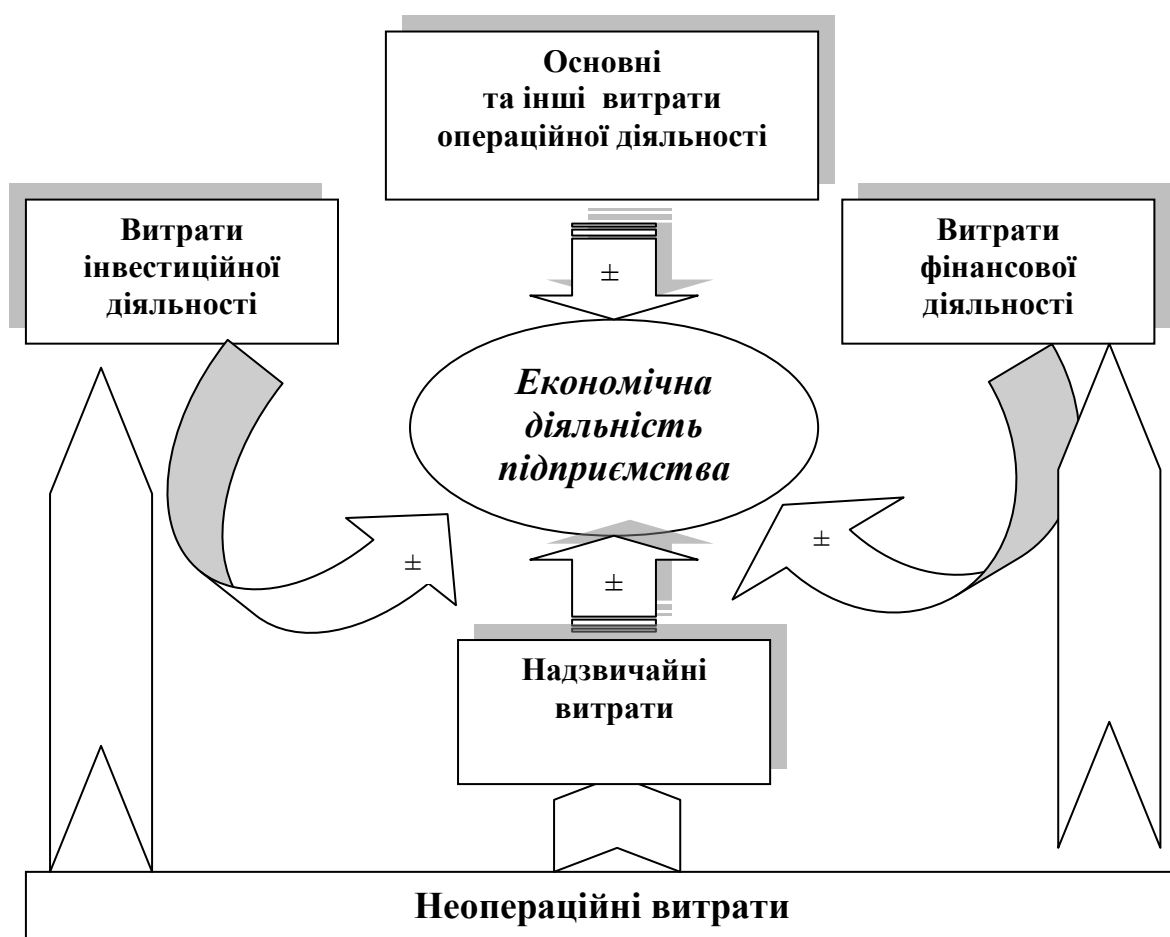 Основні
та інші витрати
операційної діяльності
Витрати
інвестиційної
діяльності
Витрати
фінансової
діяльності
±
Економічна
діяльність
підприємства
±
±
±
Надзвичайні
витрати
Неопераційні витрати